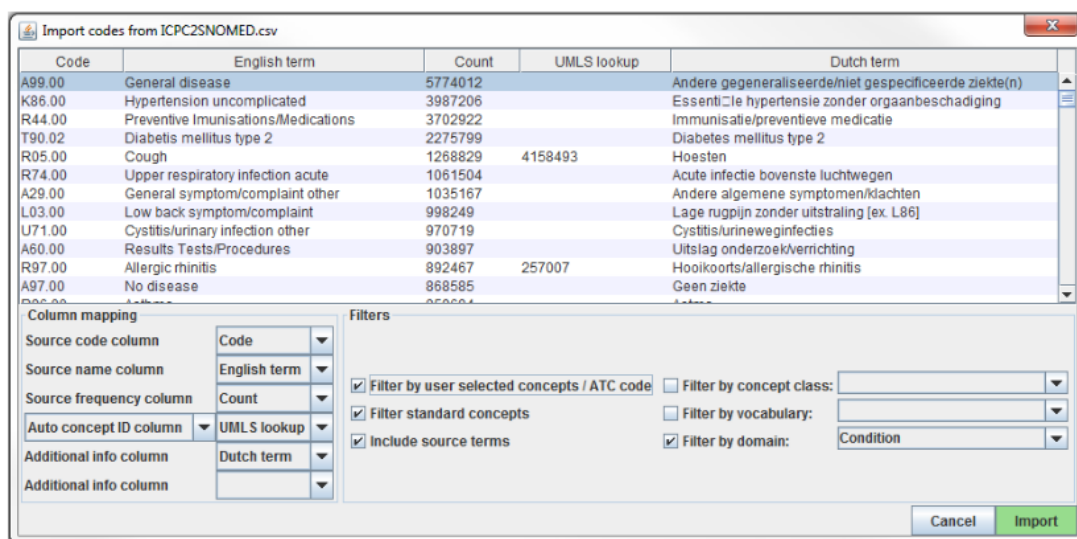 Import codes from ICPC2SNOMED.csv
Code English term Count UMLS lookup Dutch term
A99.00 General disease 5774012 Andere gegeneraliseerde/niet gespecificeerde ziekte(n)
K86.00 Hypertension uncomplicated 3987206 Essenti□le hypertensie zonder orgaanbeschadiging
R44.00 Preventive Imunisations/Medications 3702922 Immunisatie/preventieve medicatie
T90.02 Diabetis mellitus type 2 2275799 Diabetes mellitus type 2
R05.00 Cough 1268829 4158493 Hoesten
R74.00 Upper respiratory infection acute 1061504 Acute infectie bovenste luchtwegen
A29.00 General symptom/complaint other 1035167 Andere algemene symptomen/klachten
L03.00 Low back symptom/complaint 998249 Lage rugpijn zonder uitstraling [ex. L86]
U71.00 Cystitis/urinary infection other 970719 Cystitis/urineweginfecties
A60.00 Results Tests/Procedures 903897 Uitslag onderzoek/verrichting
R97.00 Allergic rhinitis 892467 257007 Hooikoorts/allergische rhinitis
A97.00 No disease 868585 Geen ziekte
Column mapping Filters
Source code column Code
Source name column English term
Filter by user selected concepts / ATC code Filter by concept class:
Source frequency column Count
Filter standard concepts Filter by vocabulary:
Auto concept ID column UMLS lookup
Include source terms Filter by domain: Condition
Additional info column Dutch term
Additional info column
Cancel Import